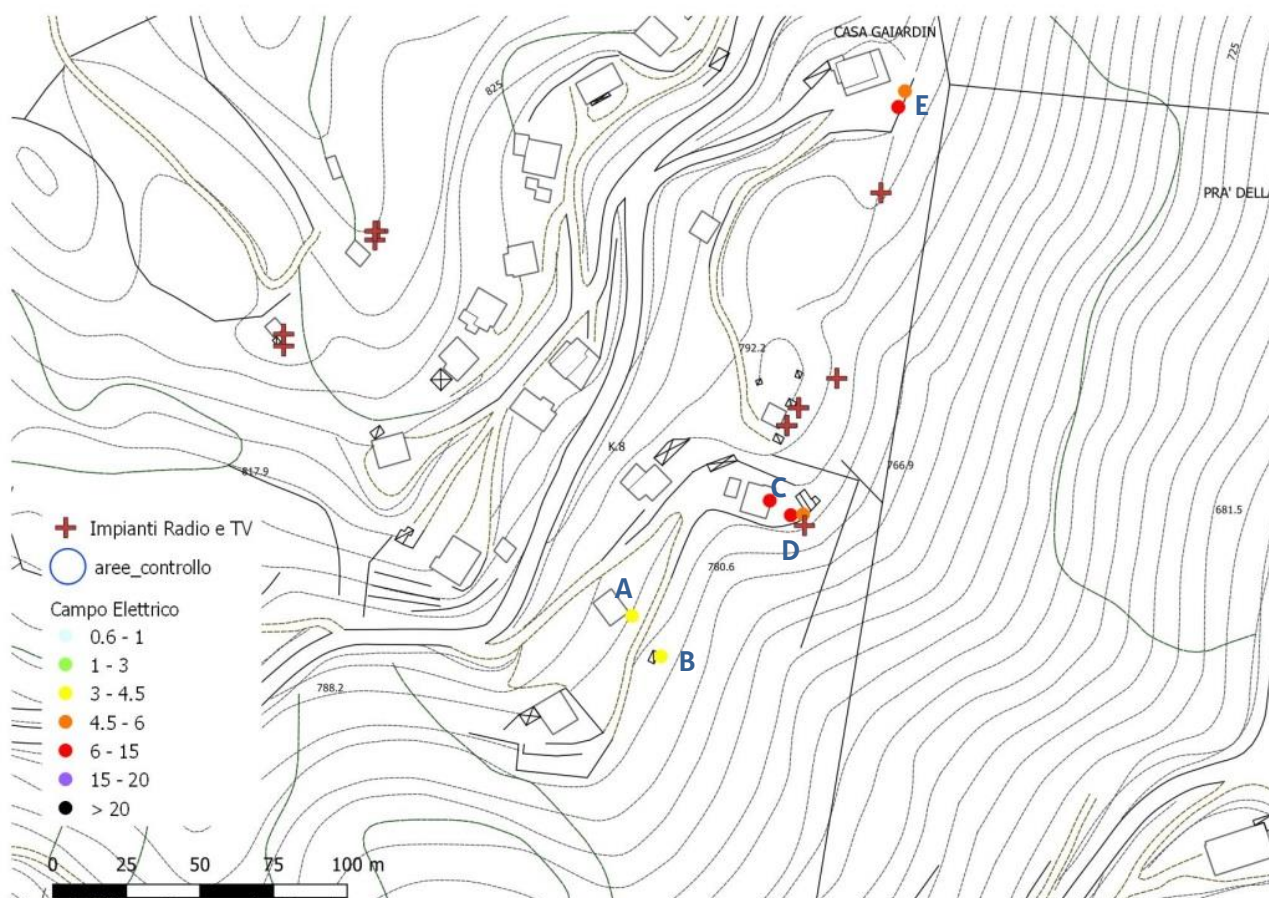 CASA GAIARDIN
725
825
E
PRA' DELLA
792.2
K.8
817.9
766.9
C
681.5
D
780.6
A
B
788.2
Impianti Radio e TV
aree_controllo
Campo Elettrico
0.6 - 1
1 - 3
3 - 4.5
4.5 - 6
6 - 15
15 - 20
> 20
0 25 50 75 100 m